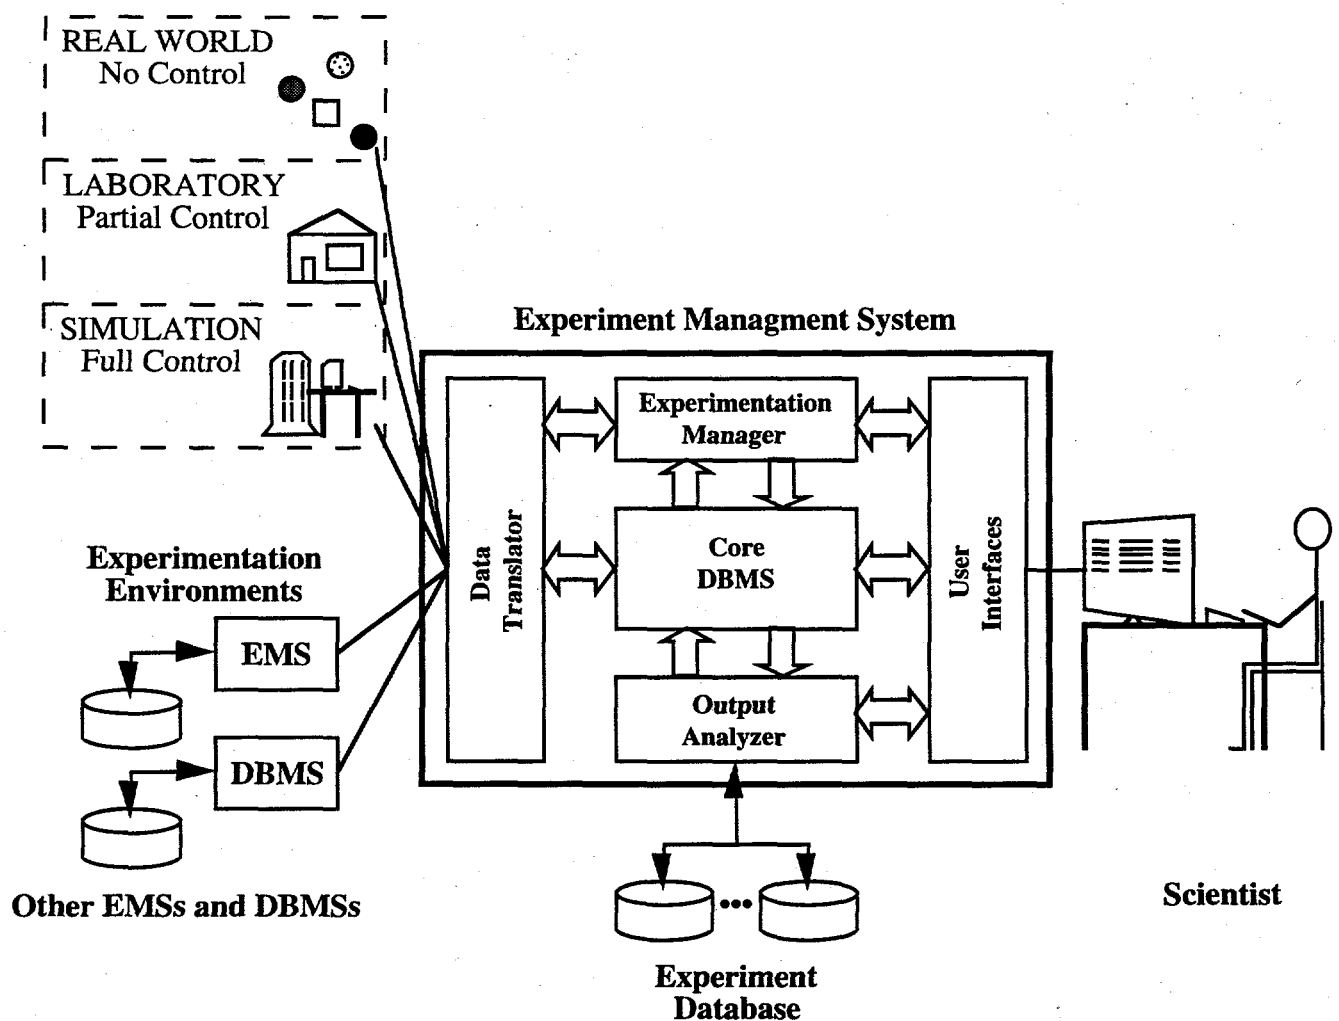 REAL WORLD
No Control
LABORATORY
Partial Control
SIMULATION
Full Control
Experimentation
Environments
EMS
DBMS
Other EMSs and DBMSs
Experiment Managment System
Data
Translator
Experimentation
Manager
Core
DBMS
Output
Analyzer
User
Interfaces
Experiment
Database
Scientist